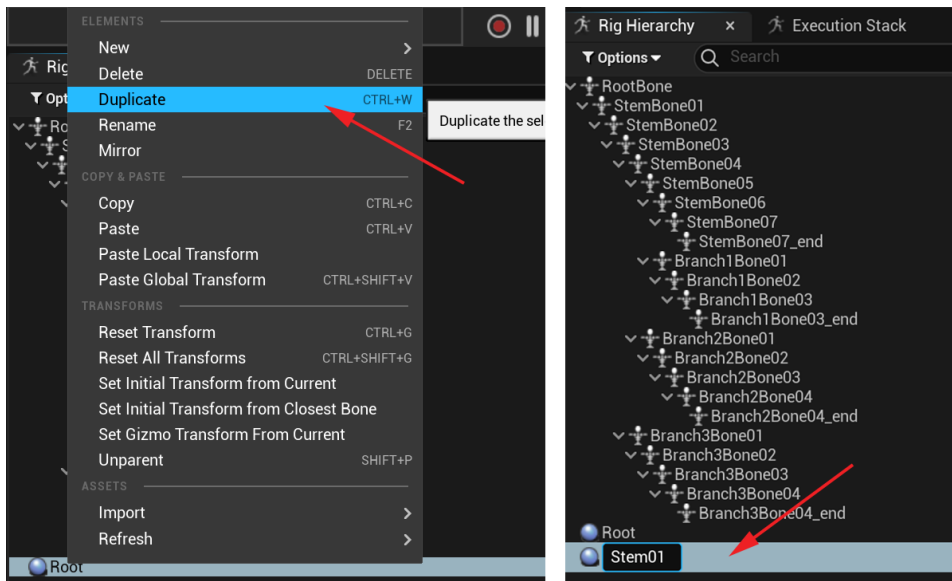 ELEMENTS
New
Delete DELETE
Duplicate CTRL+W
Rename F2
Mirror
COPY & PASTE
Copy CTRL+C
Paste CTRL+V
Paste Local Transform
Paste Global Transform CTRL+SHIFT+V
TRANSFORMS
Reset Transform CTRL+G
Reset All Transforms CTRL+SHIFT+G
Set Initial Transform from Current
Set Initial Transform from Closest Bone
Set Gizmo Transform From Current
Unparent SHIFT+P
ASSETS
Import
Refresh
Rig
Opt
Ro
S
Duplicate the sel
Root
Rig Hierarchy × Execution Stack
Options Search
RootBone
StemBone01
StemBone02
StemBone03
StemBone04
StemBone05
StemBone06
StemBone07
StemBone07_end
Branch1Bone01
Branch1Bone02
Branch1Bone03
Branch1Bone03_end
Branch2Bone01
Branch2Bone02
Branch2Bone03
Branch2Bone04
Branch2Bone04_end
Branch3Bone01
Branch3Bone02
Branch3Bone03
Branch3Bone04
Branch3Bone04_end
Root
Stem01